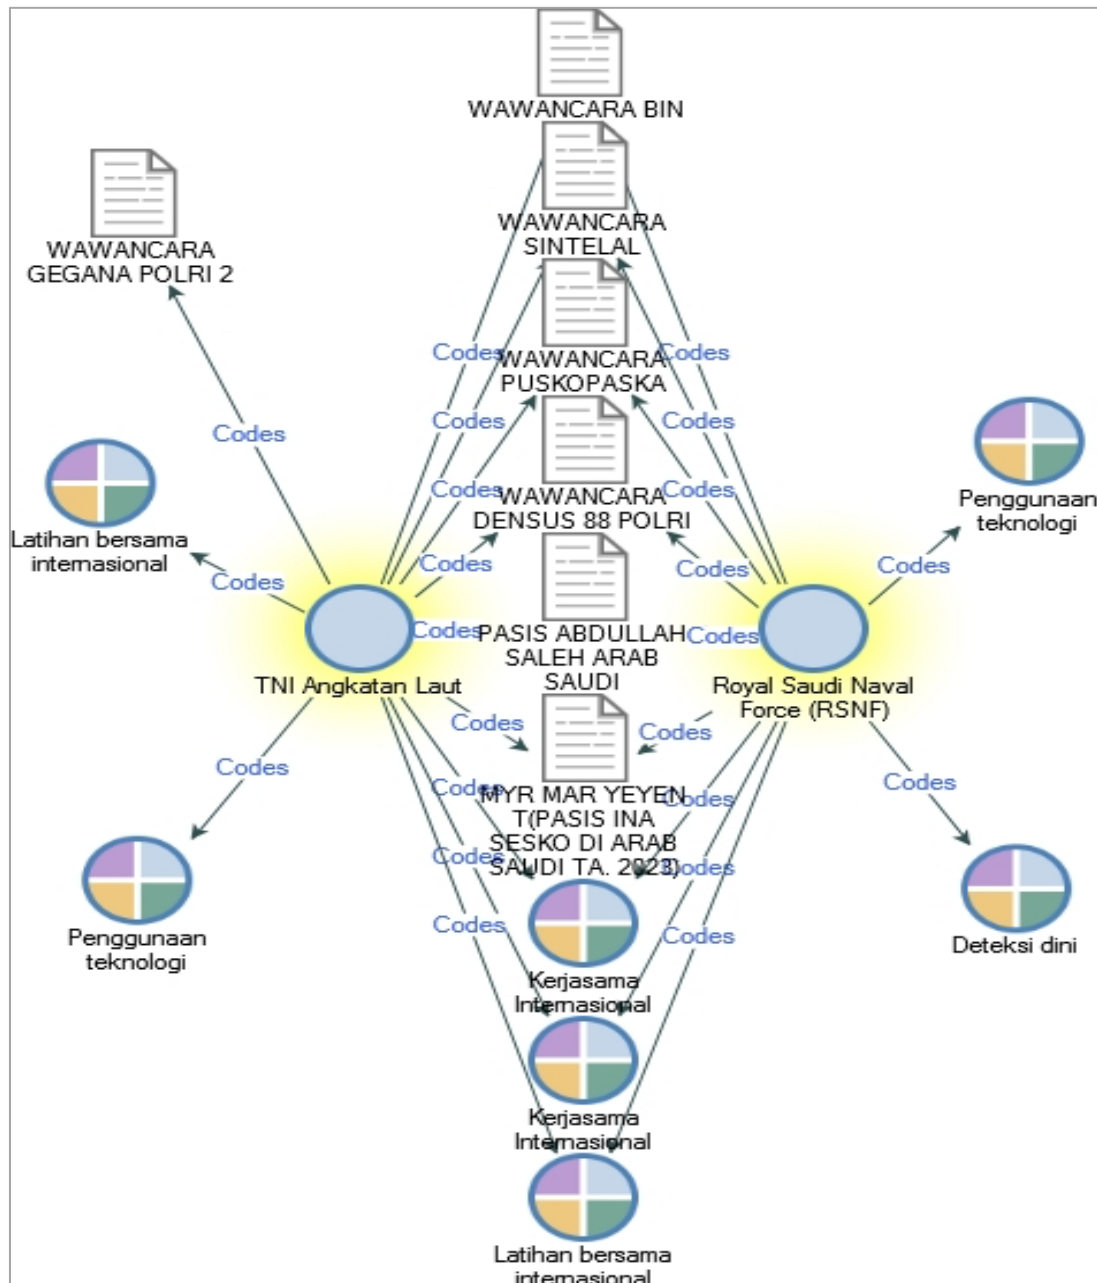 WAWANCARA BIN
WAWANCARA
SINTELAL
WAWANCARA
GEGANA POLRI 2
Codes
Codes
WAWANCARA
PUSKOPASKA
Codes
Codes
Codes
Penggunaan
teknologi
Latihan bersama
internasional
Codes
Codes
WAWANCARA
DENSUS 88 POLRI
Codes
Codes
Codes
Codes
Codes
Codes
PASIS ABDULLAH
SALEH ARAB
SAUDI
TNI Angkatan Laut
Royal Saudi Naval
Force (RSNF)
Codes
Codes
Codes
Codes
Codes
Codes
MYR MAR YEYEN
T(PASIS INA
SESKO DI ARAB
SAUDI TA. 2023)
Codes
Codes
Codes
Codes
Penggunaan
teknologi
Deteksi dini
Kerjasama
Internasional
Kerjasama
Internasional
Latihan bersama
internasional